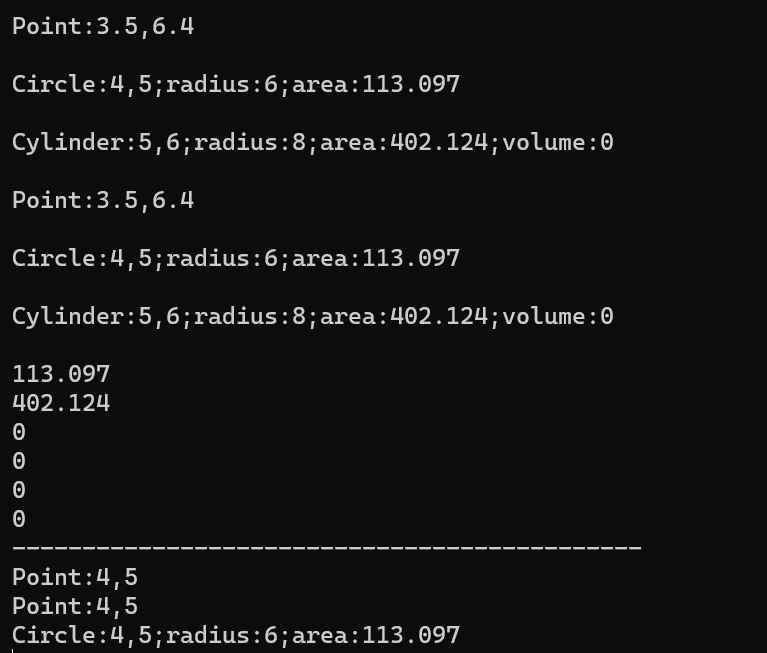 Point:3.5,6.4
Circle:4,5;radius:6;area:113.097
Cylinder:5,6;radius:8;area:402.124;volume:0
Point:3.5,6.4
Circle:4,5;radius:6;area:113.097
Cylinder:5,6;radius:8;area:402.124;volume:0
113.097
402.124
0
0
0
0
---------------------------------------------
Point:4,5
Point:4,5
Circle:4,5;radius:6;area:113.097